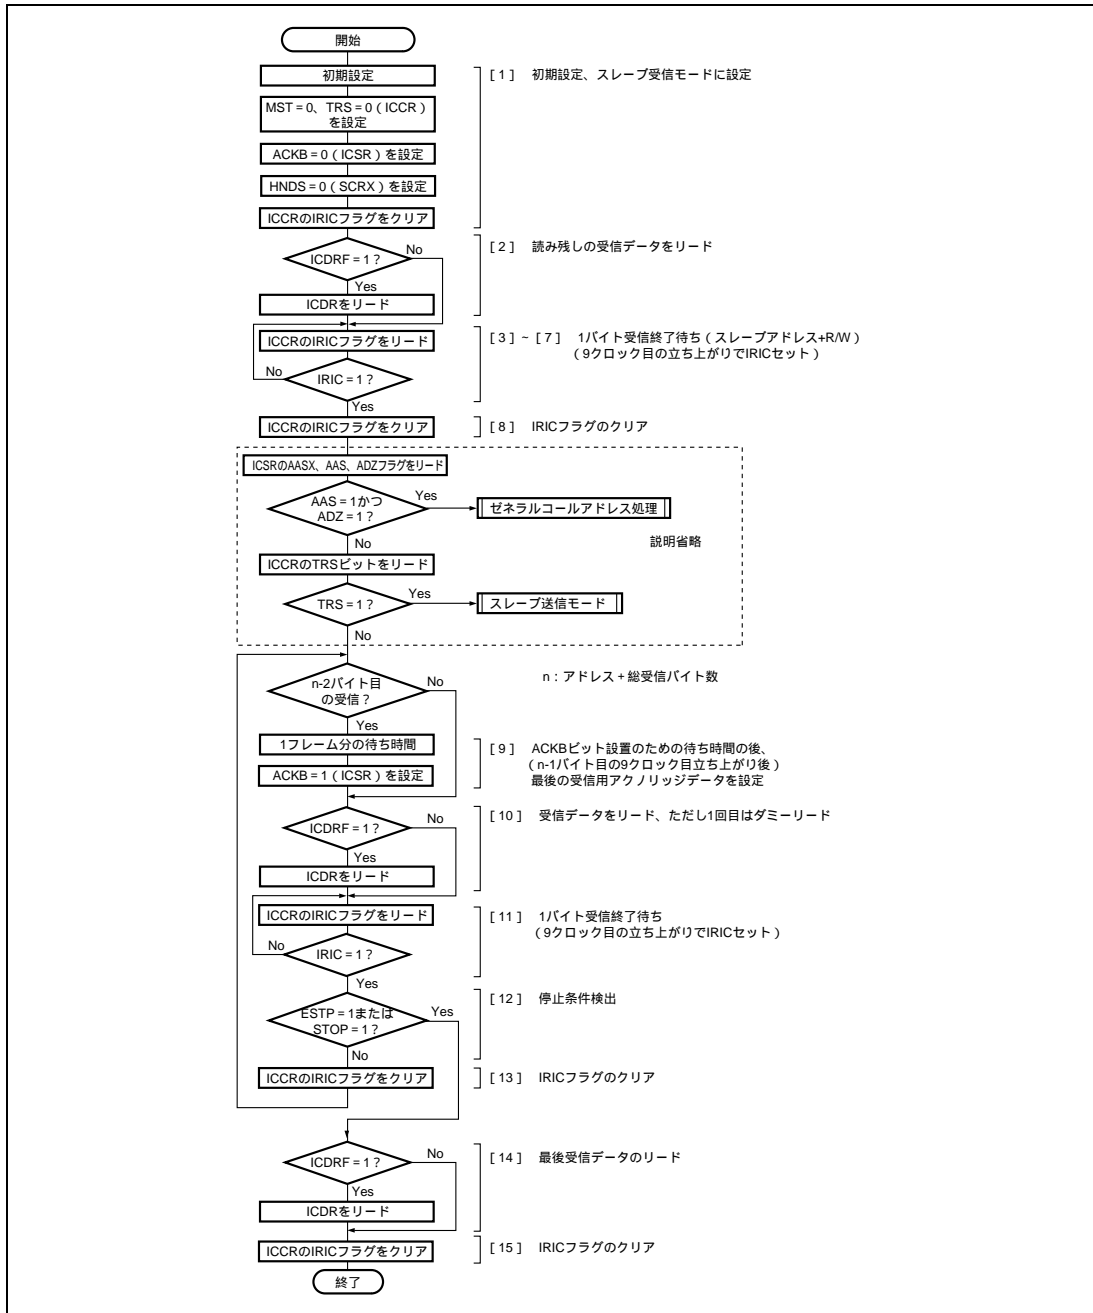 開始
初期設定
[1] 初期設定、スレーブ受信モードに設定
MST = 0、TRS = 0 ( ICCR )
を設定
ACKB = 0 ( ICSR ) を設定
HNDS = 0 ( SCRX ) を設定
ICCRのIRICフラグをクリア
[2] 読み残しの受信データをリード
ICDRF = 1 ?
No
Yes
ICDRをリード
[3] ~ [7] 1バイト受信終了待ち ( スレーブアドレス+R/W )
( 9クロック目の立ち上がりでIRICセット )
ICCRのIRICフラグをリード
No
IRIC = 1 ?
Yes
ICCRのIRICフラグをクリア
[8] IRICフラグのクリア
ICSRのAASX、AAS、ADZフラグをリード
AAS = 1かつ
ADZ = 1 ?
Yes
ゼネラルコールアドレス処理
No
説明省略
ICCRのTRSビットをリード
TRS = 1 ?
Yes
スレーブ送信モード
No
n-2バイト目
の受信 ?
No
n : アドレス + 総受信バイト数
Yes
1フレーム分の待ち時間
[9] ACKBビット設置のための待ち時間の後、
( n-1バイト目の9クロック目立ち上がり後 )
最後の受信用アクノリッジデータを設定
ACKB = 1 ( ICSR ) を設定
[10] 受信データをリード、ただし1回目はダミーリード
ICDRF = 1 ?
No
Yes
ICDRをリード
ICCRのIRICフラグをリード
[11] 1バイト受信終了待ち
( 9クロック目の立ち上がりでIRICセット )
No
IRIC = 1 ?
Yes
[12] 停止条件検出
ESTP = 1または
STOP = 1 ?
Yes
No
ICCRのIRICフラグをクリア
[13] IRICフラグのクリア
ICDRF = 1 ?
No
[14] 最後受信データのリード
Yes
ICDRをリード
ICCRのIRICフラグをクリア
[15] IRICフラグのクリア
終了